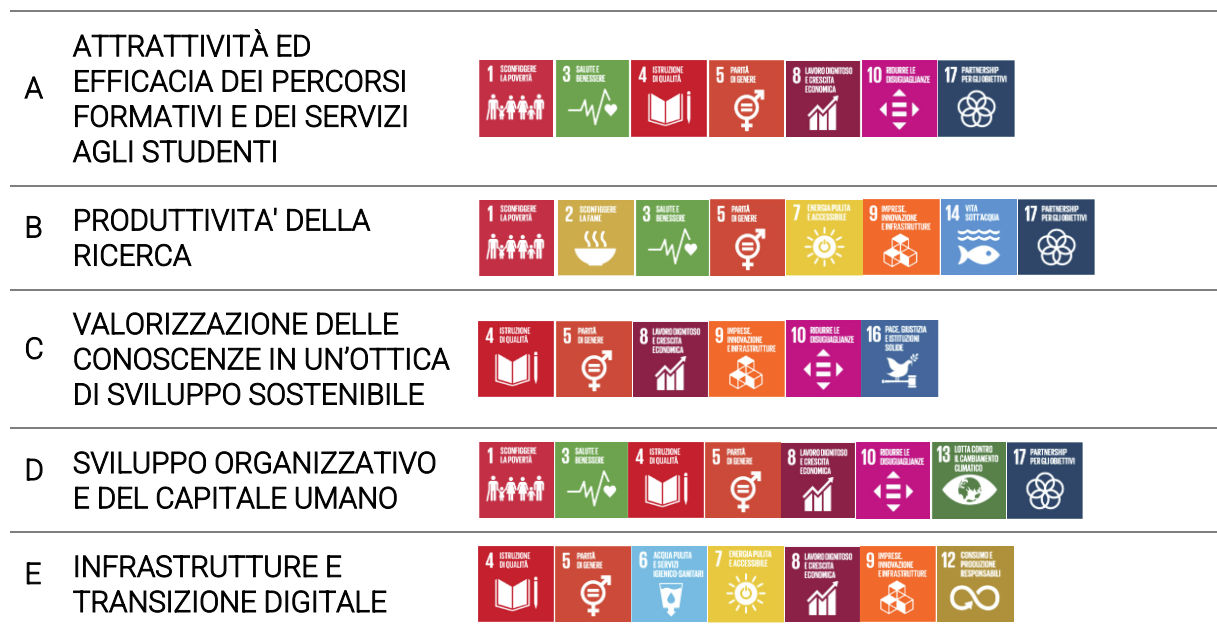 A
ATTRATTIVITÀ ED
EFFICACIA DEI PERCORSI
FORMATIVI E DEI SERVIZI
AGLI STUDENTI
1 SCONFIGGERE
LA POVERTÀ
3 SALUTE E
BENESSERE
4 ISTRUZIONE
DI QUALITÀ
5 PARITÀ
DI GENERE
8 LAVORO DIGNITOSO
E CRESCITA
ECONOMICA
10 RIDURRE LE
DISUGUAGLIANZE
17 PARTNERSHIP
PER GLI OBIETTIVI
B
PRODUTTIVITA' DELLA
RICERCA
1 SCONFIGGERE
LA POVERTÀ
2 SCONFIGGERE
LA FAME
3 SALUTE E
BENESSERE
5 PARITÀ
DI GENERE
7 ENERGIA PULITA
E ACCESSIBILE
9 IMPRESE,
INNOVAZIONE
E INFRASTRUTTURE
14 VITA
SOTT'ACQUA
17 PARTNERSHIP
PER GLI OBIETTIVI
C
VALORIZZAZIONE DELLE
CONOSCENZE IN UN’OTTICA
DI SVILUPPO SOSTENIBILE
4 ISTRUZIONE
DI QUALITÀ
5 PARITÀ
DI GENERE
8 LAVORO DIGNITOSO
E CRESCITA
ECONOMICA
9 IMPRESE,
INNOVAZIONE
E INFRASTRUTTURE
10 RIDURRE LE
DISUGUAGLIANZE
16 PACE, GIUSTIZIA
E ISTITUZIONI
SOLIDE
D
SVILUPPO ORGANIZZATIVO
E DEL CAPITALE UMANO
1 SCONFIGGERE
LA POVERTÀ
3 SALUTE E
BENESSERE
4 ISTRUZIONE
DI QUALITÀ
5 PARITÀ
DI GENERE
8 LAVORO DIGNITOSO
E CRESCITA
ECONOMICA
10 RIDURRE LE
DISUGUAGLIANZE
13 LOTTA CONTRO
IL CAMBIAMENTO
CLIMATICO
17 PARTNERSHIP
PER GLI OBIETTIVI
E
INFRASTRUTTURE E
TRANSIZIONE DIGITALE
4 ISTRUZIONE
DI QUALITÀ
5 PARITÀ
DI GENERE
6 ACQUA PULITA
E SERVIZI
IGIENICO-SANITARI
7 ENERGIA PULITA
E ACCESSIBILE
8 LAVORO DIGNITOSO
E CRESCITA
ECONOMICA
9 IMPRESE,
INNOVAZIONE
E INFRASTRUTTURE
12 CONSUMO E
PRODUZIONE
RESPONSABILI